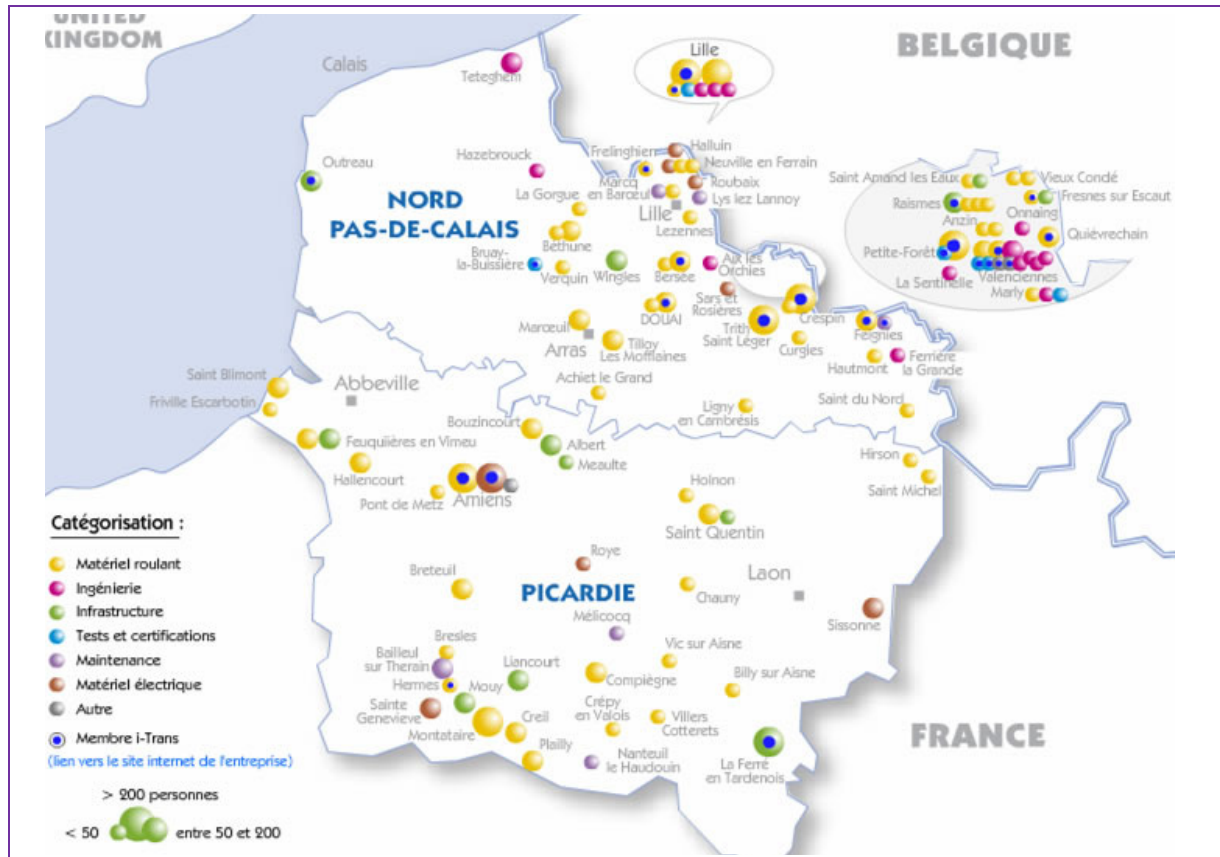 UNITED
KINGDOM
BELGIQUE
Lille
Calais
Teteghem
Outreau
Hazebrouck
Frelinghien
Halluin
Neuville en Ferrain
Marcq
en Barœul
Roubaix
Lys lez Lannoy
La Gorgue
Lille
Lezennes
NORD
PAS-DE-CALAIS
Béthune
Bruay-
la-Buissière
Verquin
Wingles
Bersée
Aix les
Orchies
Sars et
Rosières
DOUAI
Marœuil
Arras
Tilloy
Les Mofflaines
Trith
Saint Léger
Crespin
Curgies
Feignies
Hautmont
Ferrière
la Grande
Achiet le Grand
Ligny
en Cambrésis
Saint du Nord
Saint Amand les Eaux
Vieux Condé
Raismes
Anzin
Onnaing
Fresnes sur Escaut
Petite-Forêt
Quièvrechain
La Sentinelle
Valenciennes
Marly
Saint Blimont
Abbeville
Friville Escarbotin
Bouzincourt
Feuquières en Vimeu
Albert
Meaulte
Hallencourt
Pont de Metz
Amiens
Hirson
Saint Michel
Holnon
Saint Quentin
Roye
Laon
Breteuil
PICARDIE
Chauny
Mélicocq
Sissonne
Bresles
Bailleul
sur Therain
Liancourt
Vic sur Aisne
Hermes
Mouy
Compiègne
Billy sur Aisne
Sainte
Genevieve
Creil
Crépy
en Valois
Villers
Cotterets
Montataire
Plailly
Nanteuil
le Haudouin
La Ferré
en Tardenois
FRANCE
Catégorisation :
Matériel roulant
Ingénierie
Infrastructure
Tests et certifications
Maintenance
Matériel électrique
Autre
Membre i-Trans
(lien vers le site internet de l'entreprise)
> 200 personnes
< 50
entre 50 et 200